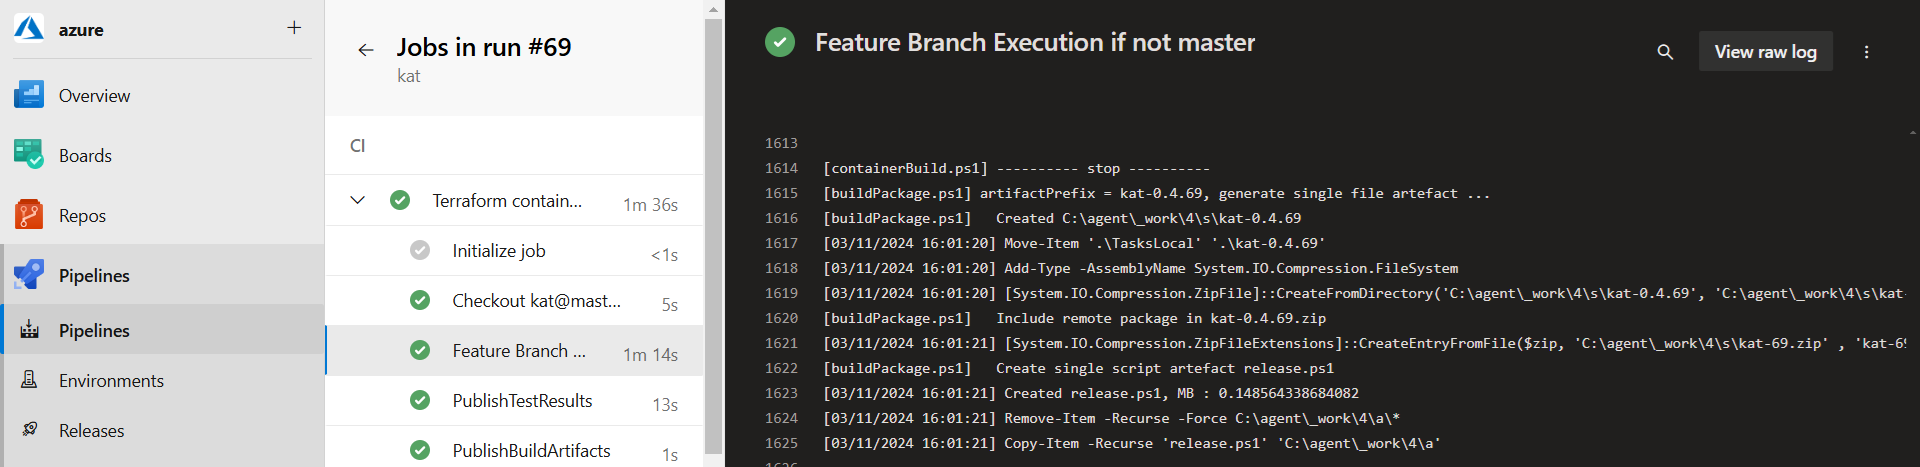 azure
+
Overview
Boards
Repos
Pipelines
Pipelines
Environments
Releases
Jobs in run #69
kat
CI
Terraform contain... 1m 36s
Initialize job <1s
Checkout kat@mast... 5s
Feature Branch ... 1m 14s
PublishTestResults 13s
PublishBuildArtifacts 1s
Feature Branch Execution if not master
View raw log
1613
1614 [containerBuild.ps1] ---------- stop ----------
1615 [buildPackage.ps1] artifactPrefix = kat-0.4.69, generate single file artefact ...
1616 [buildPackage.ps1]   Created C:\agent\_work\4\s\kat-0.4.69
1617 [03/11/2024 16:01:20] Move-Item '.\TasksLocal' '.\kat-0.4.69'
1618 [03/11/2024 16:01:20] Add-Type -AssemblyName System.IO.Compression.FileSystem
1619 [03/11/2024 16:01:20] [System.IO.Compression.ZipFile]::CreateFromDirectory('C:\agent\_work\4\s\kat-0.4.69', 'C:\agent\_work\4\s\kat-
1620 [buildPackage.ps1]   Include remote package in kat-0.4.69.zip
1621 [03/11/2024 16:01:21] [System.IO.Compression.ZipFileExtensions]::CreateEntryFromFile($zip, 'C:\agent\_work\4\s\kat-69.zip' , 'kat-69
1622 [buildPackage.ps1]   Create single script artefact release.ps1
1623 [03/11/2024 16:01:21] Created release.ps1, MB : 0.148564338684082
1624 [03/11/2024 16:01:21] Remove-Item -Recurse -Force C:\agent\_work\4\a\*
1625 [03/11/2024 16:01:21] Copy-Item -Recurse 'release.ps1' 'C:\agent\_work\4\a'